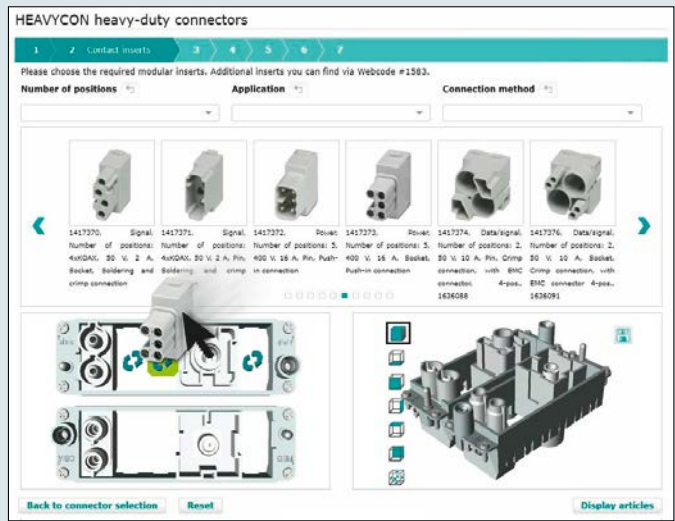 HEAVYCON heavy-duty connectors
1 2 Contact inserts 3 4 5 6 7
Please choose the required modular inserts. Additional inserts you can find via Webcode #1583.
Number of positions Application Connection method
1417370, Signal,
Number of positions:
4xKOAX, 50 V, 2 A,
Socket, Soldering and
crimp connection
1417371, Signal,
Number of positions:
4xKOAX, 50 V, 2 A, Pin,
Soldering and crimp
1417372, Power,
Number of positions: 5,
400 V, 16 A, Pin, Push-
in connection
1417373, Power,
Number of positions: 5,
400 V, 16 A, Socket,
Push-in connection
1417374, Data/signal,
Number of positions: 2,
50 V, 10 A, Pin, Crimp
connection, with EMC
connector, 4-pos.,
1636088
1417376, Data/signal,
Number of positions: 2,
50 V, 10 A, Socket,
Crimp connection, with
EMC connector 4-pos.,
1636091
Back to connector selection Reset Display articles